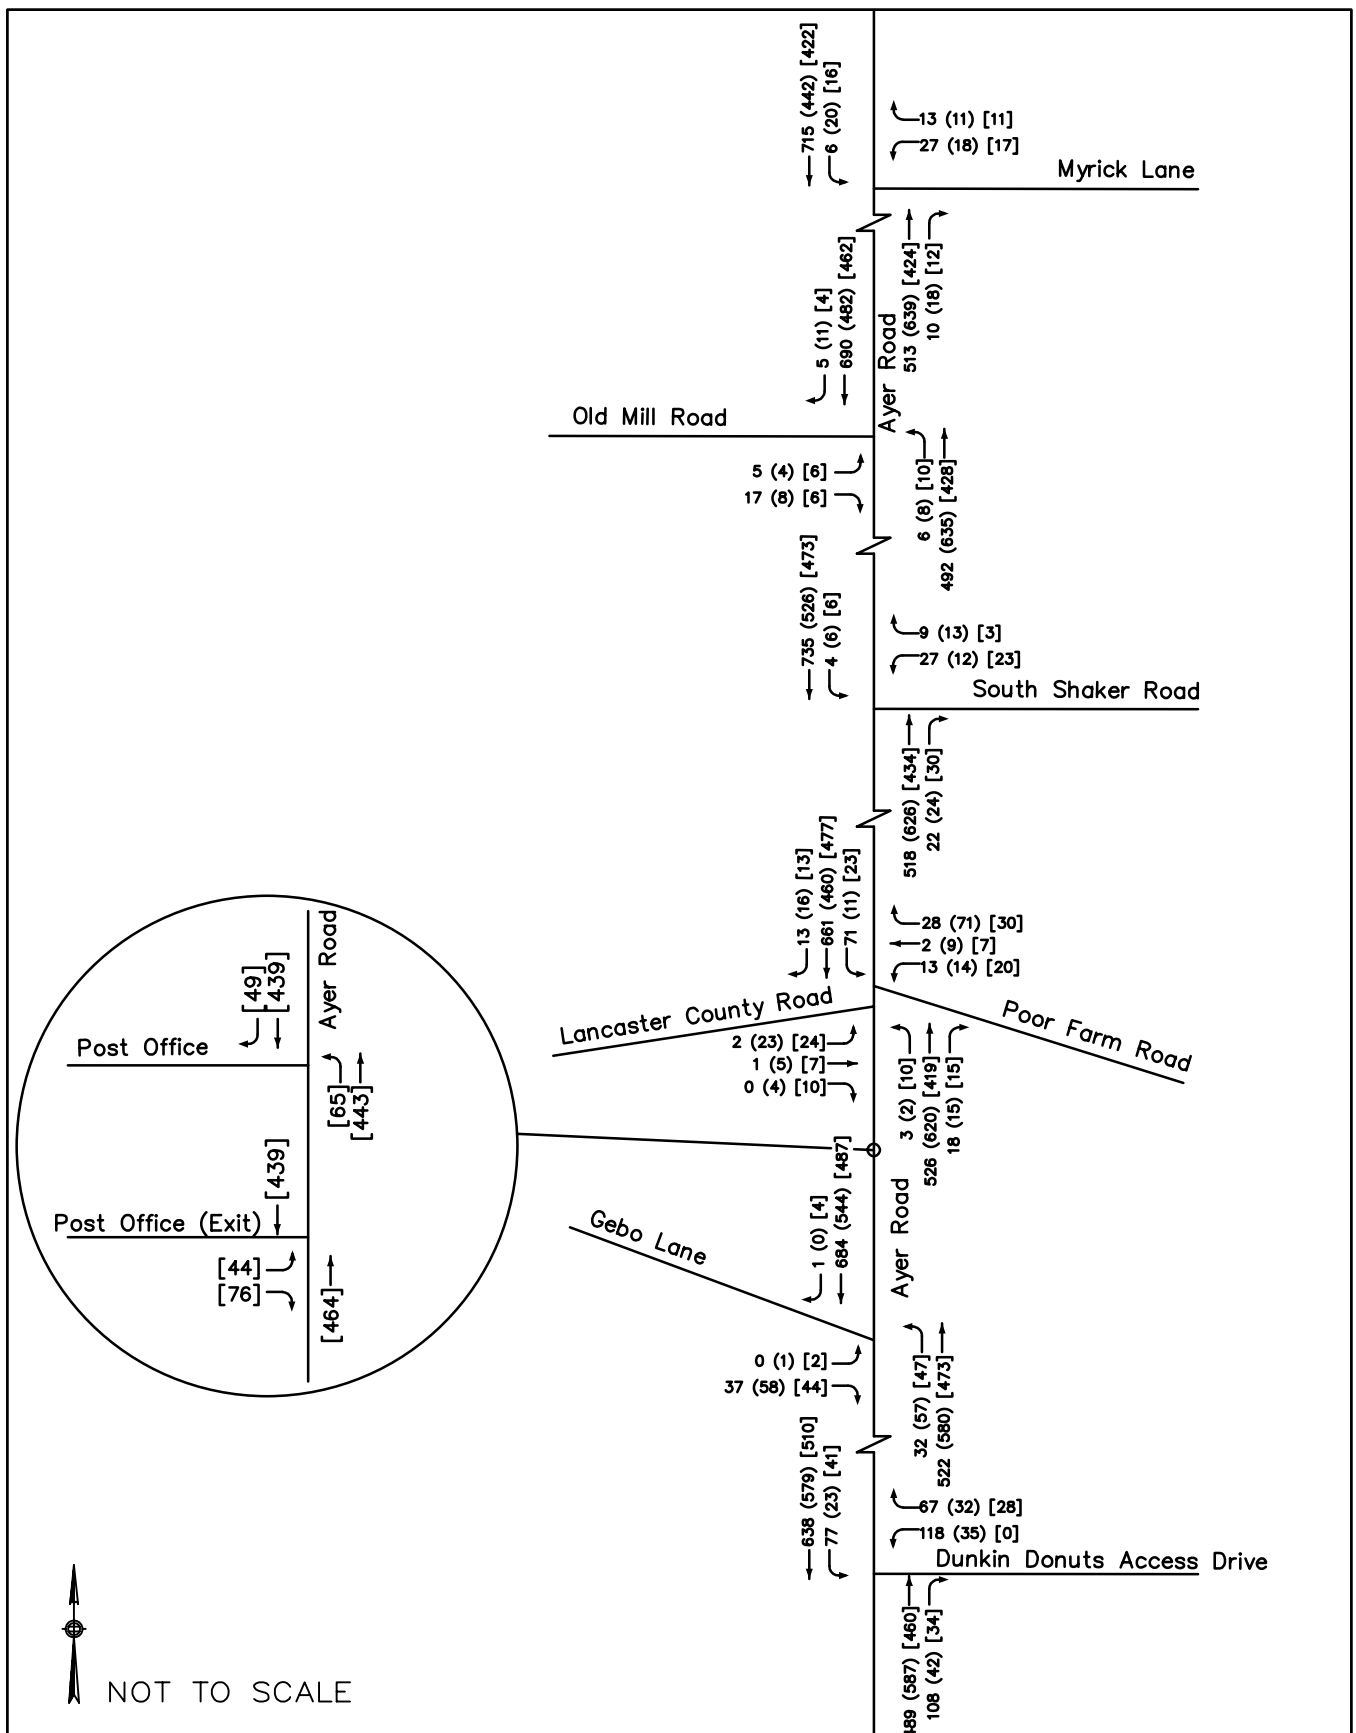 715 (442) [422]
6 (20) [16]
13 (11) [11]
27 (18) [17]
Myrick Lane
513 (639) [424]
10 (18) [12]
5 (11) [4]
690 (482) [462]
Ayer Road
Old Mill Road
5 (4) [6]
17 (8) [6]
6 (8) [10]
492 (635) [428]
735 (526) [473]
4 (6) [6]
9 (13) [3]
27 (12) [23]
South Shaker Road
518 (626) [434]
22 (24) [30]
13 (16) [13]
661 (460) [477]
71 (11) [23]
28 (71) [30]
2 (9) [7]
13 (14) [20]
Lancaster County Road
Poor Farm Road
2 (23) [24]
1 (5) [7]
0 (4) [10]
3 (2) [10]
526 (620) [419]
18 (15) [15]
[49]
[439]
Ayer Road
Post Office
[65]
[443]
[439]
Post Office (Exit)
[44]
[76]
[464]
Gebo Lane
1 (0) [4]
684 (544) [487]
Ayer Road
0 (1) [2]
37 (58) [44]
32 (57) [47]
522 (580) [473]
638 (579) [510]
77 (23) [41]
67 (32) [28]
118 (35) [0]
Dunkin Donuts Access Drive
489 (587) [460]
108 (42) [34]
NOT TO SCALE